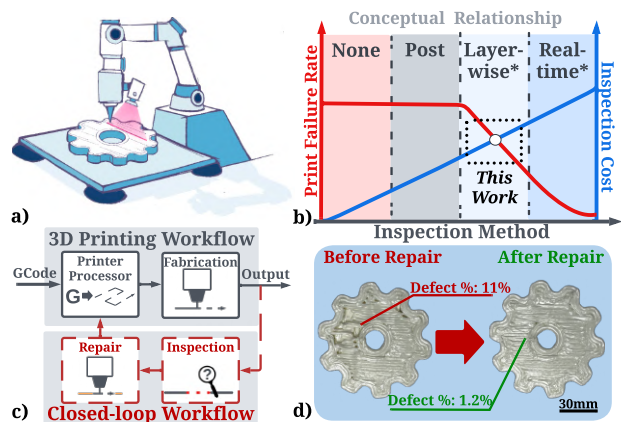 a)
Conceptual Relationship
Print Failure Rate
None
Post
Layer-
wise*
Real-
time*
Inspection Cost
This
Work
Inspection Method
b)
3D Printing Workflow
GCode
Printer
Processor
G
Fabrication
Output
Repair
Inspection
?
Closed-loop Workflow
c)
Before Repair
After Repair
Defect %: 11%
Defect %: 1.2%
30mm
d)